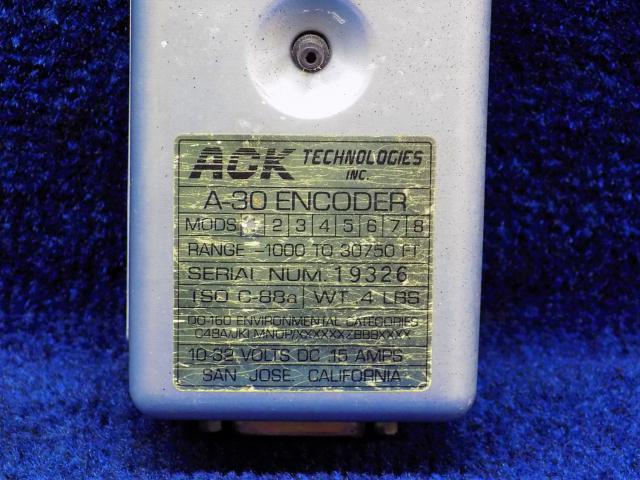 ACK TECHNOLOGIES INC.
A-30 ENCODER
MODS 2 3 4 5 6 7 8
RANGE -1000 TO 30750 FT
SERIAL NUM. 19326
TSO C-88a WT .4 LBS
DO-160 ENVIRONMENTAL CATEGORIES
10-32 VOLTS DC .15 AMPS
SAN JOSE, CALIFORNIA